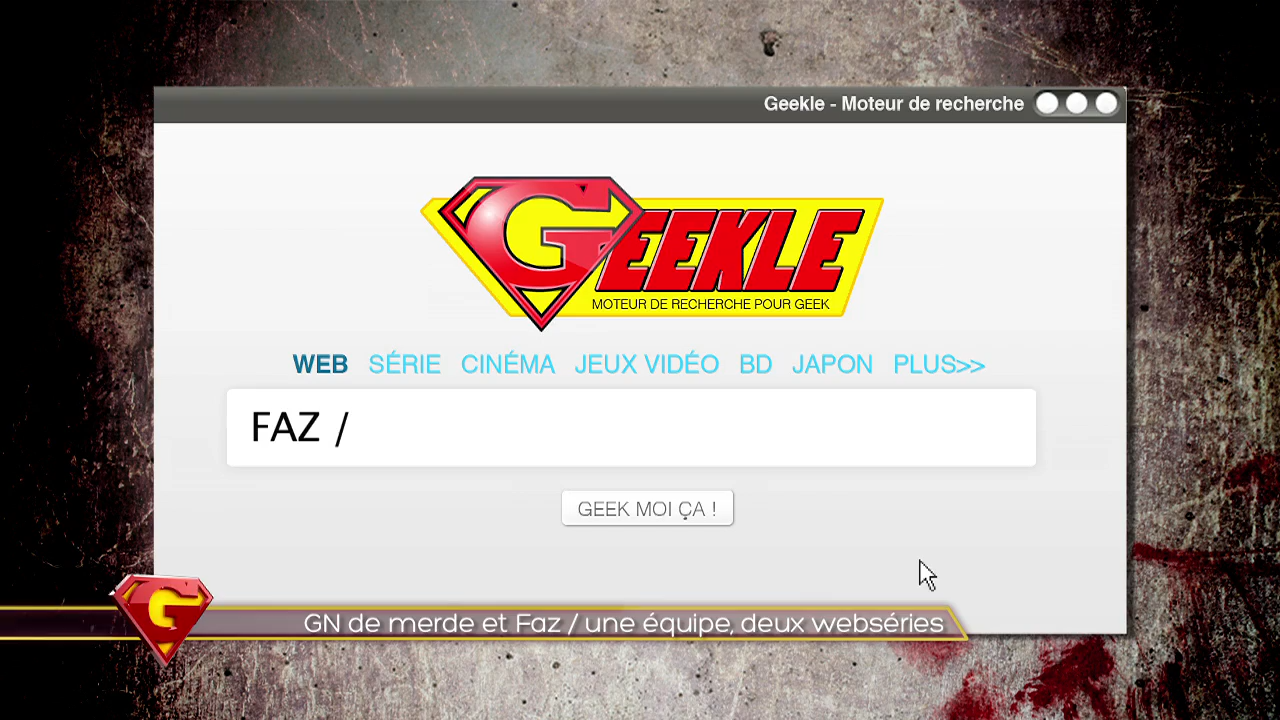 Geekle - Moteur de recherche
GEEKLE
MOTEUR DE RECHERCHE POUR GEEK
WEB SÉRIE CINÉMA JEUX VIDÉO BD JAPON PLUS>>
FAZ /
GEEK MOI ÇA !
G
GN de merde et Faz / une équipe, deux webséries